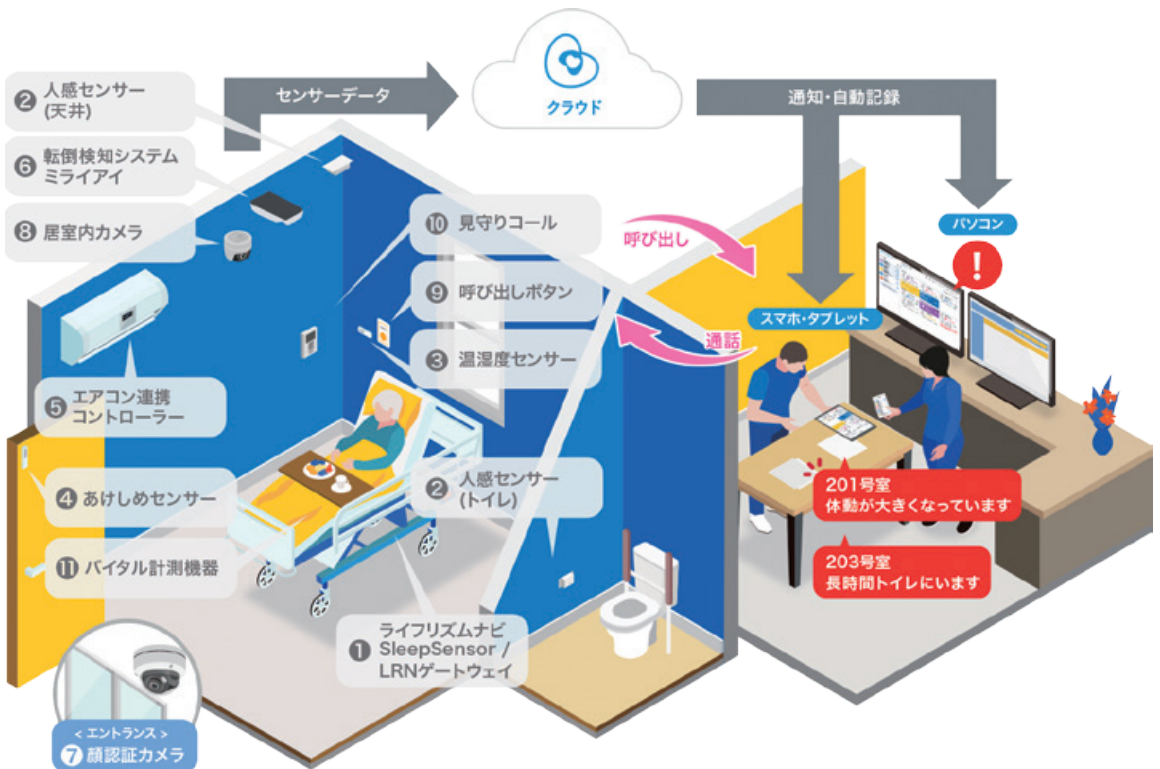 センサーデータ
クラウド
通知・自動記録
❷ 人感センサー
(天井)
❻ 転倒検知システム
ミライアイ
❽ 居室内カメラ
❿ 見守りコール
❾ 呼び出しボタン
❸ 温湿度センサー
呼び出し
通話
パソコン
!
スマホ・タブレット
❺ エアコン連携
コントローラー
❹ あけしめセンサー
⓫ バイタル計測機器
❷ 人感センサー
(トイレ)
❶ ライフリズムナビ
SleepSensor /
LRNゲートウェイ
201号室
体動が大きくなっています
203号室
長時間トイレにいます
< エントランス >
❼ 顔認証カメラ